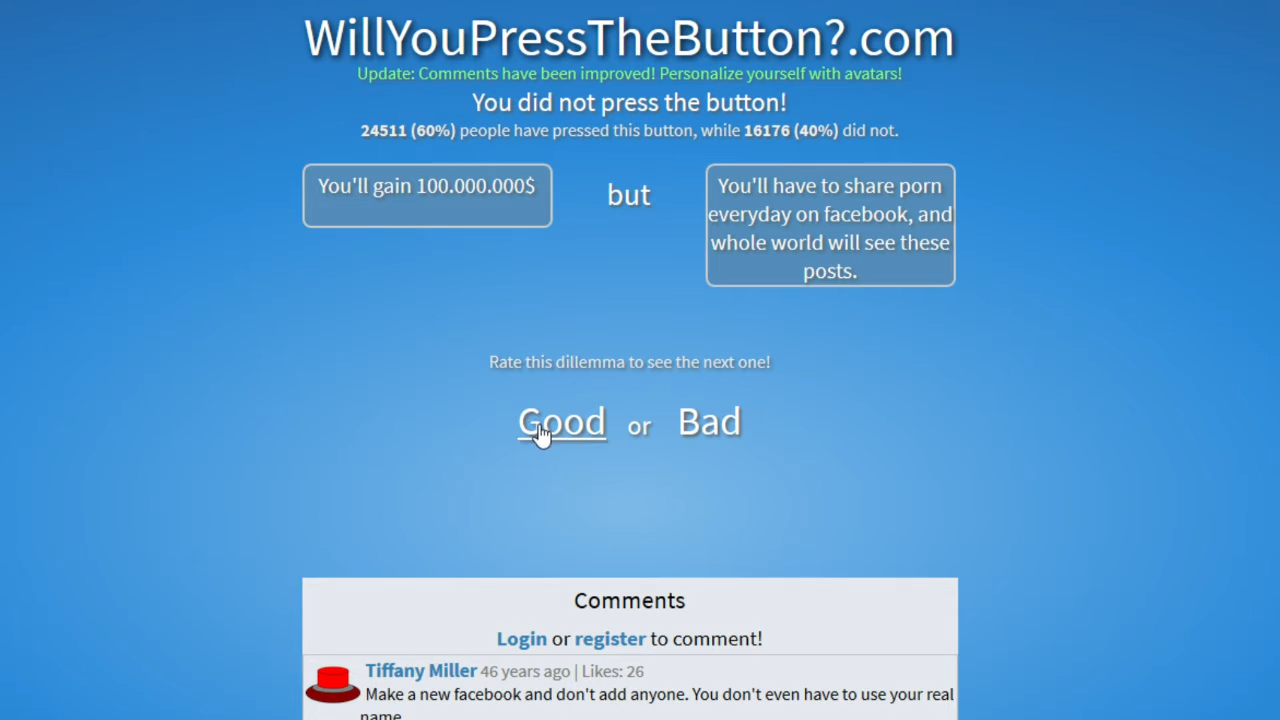 WillYouPressTheButton?.com
Update: Comments have been improved! Personalize yourself with avatars!
You did not press the button!
24511 (60%) people have pressed this button, while 16176 (40%) did not.
You'll gain 100.000.000$
but
You'll have to share porn
everyday on facebook, and
whole world will see these
posts.
Rate this dillemma to see the next one!
Good or Bad
Comments
Login or register to comment!
Tiffany Miller 46 years ago | Likes: 26
Make a new facebook and don't add anyone. You don't even have to use your real
name